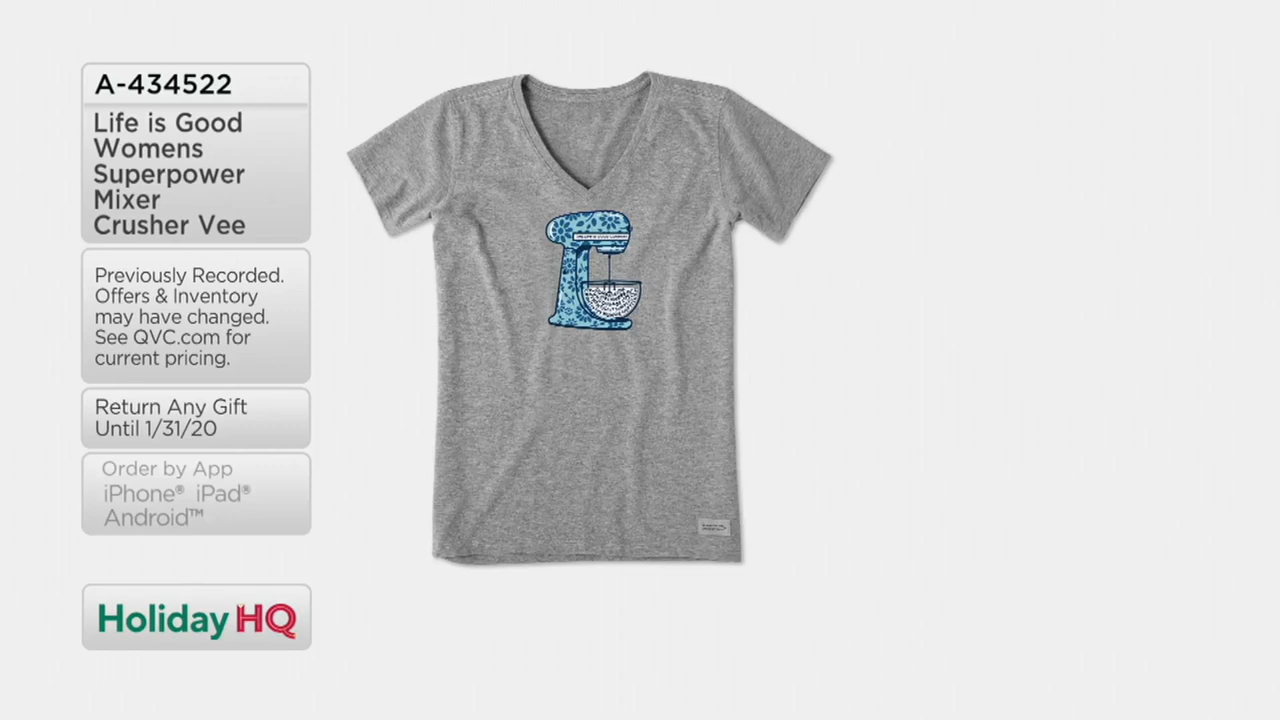 A-434522
Life is Good
Womens
Superpower
Mixer
Crusher Vee
Previously Recorded.
Offers & Inventory
may have changed.
See QVC.com for
current pricing.
Return Any Gift
Until 1/31/20
Order by App
iPhone® iPad®
Android™
Holiday HQ